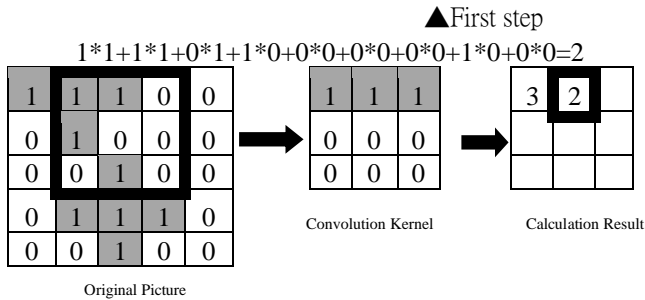 ▲First step
1*1+1*1+0*1+1*0+0*0+0*0+0*0+1*0+0*0=2
1 1 1 0 0
0 1 0 0 0
0 0 1 0 0
0 1 1 1 0
0 0 1 0 0
Original Picture
1 1 1
0 0 0
0 0 0
Convolution Kernel
3 2
Calculation Result